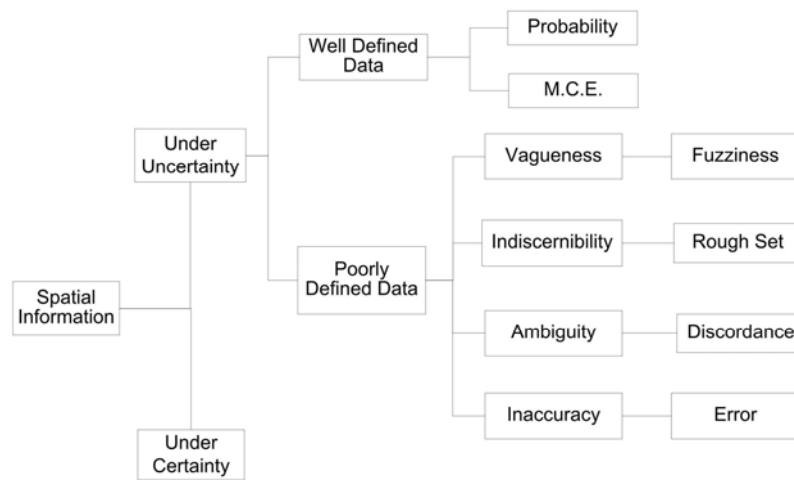 Spatial
Information
Under
Uncertainty
Under
Certainty
Well Defined
Data
Poorly
Defined Data
Probability
M.C.E.
Vagueness
Fuzziness
Indiscernibility
Rough Set
Ambiguity
Discordance
Inaccuracy
Error